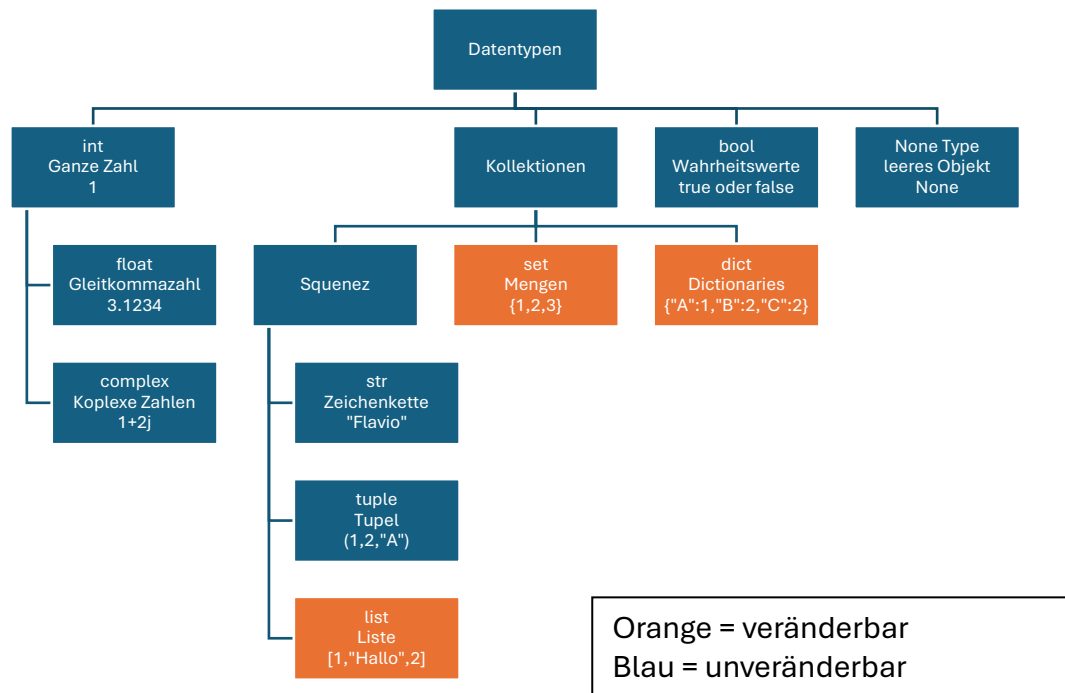 Datentypen
int
Ganze Zahl
1
Kollektionen
bool
Wahrheitswerte
true oder false
None Type
leeres Objekt
None
float
Gleitkommazahl
3.1234
Squenez
set
Mengen
{1,2,3}
dict
Dictionaries
{"A":1,"B":2,"C":2}
complex
Koplexe Zahlen
1+2j
str
Zeichenkette
"Flavio"
tuple
Tupel
(1,2,"A")
list
Liste
[1,"Hallo",2]
Orange = veränderbar
Blau = unveränderbar